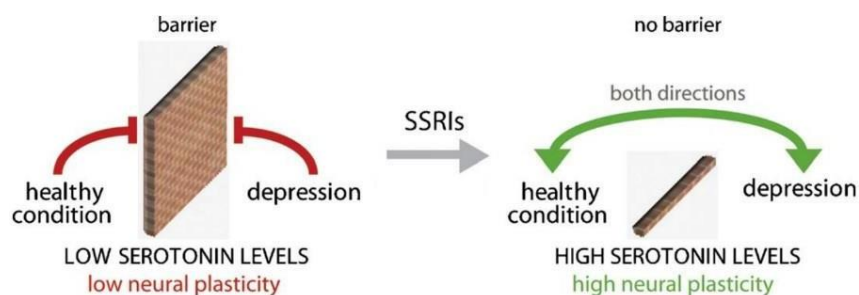 barrier
no barrier
both directions
SSRIs
healthy
condition
depression
healthy
condition
depression
LOW SEROTONIN LEVELS
low neural plasticity
HIGH SEROTONIN LEVELS
high neural plasticity